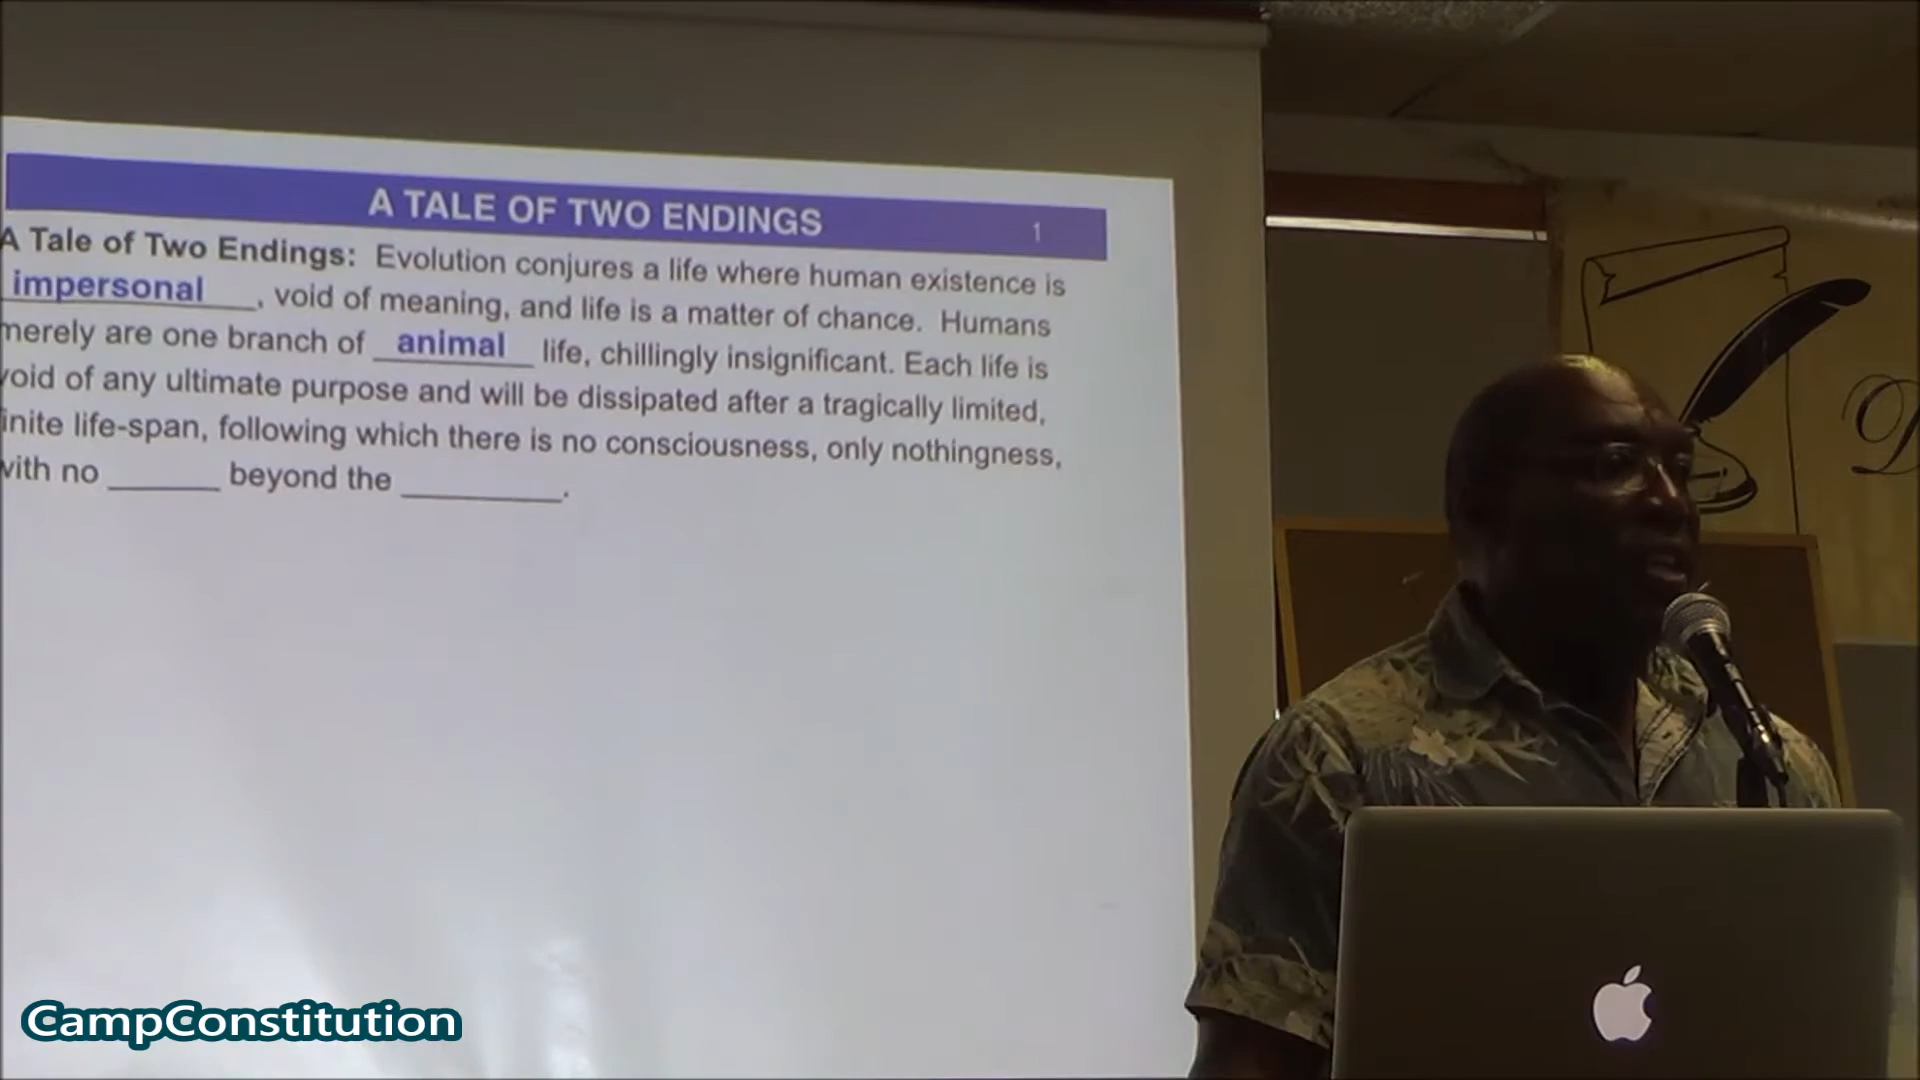 A TALE OF TWO ENDINGS 1
A Tale of Two Endings: Evolution conjures a life where human existence is
impersonal, void of meaning, and life is a matter of chance. Humans
merely are one branch of animal life, chillingly insignificant. Each life is
void of any ultimate purpose and will be dissipated after a tragically limited,
finite life-span, following which there is no consciousness, only nothingness,
with no ______ beyond the _________.
D
CampConstitution